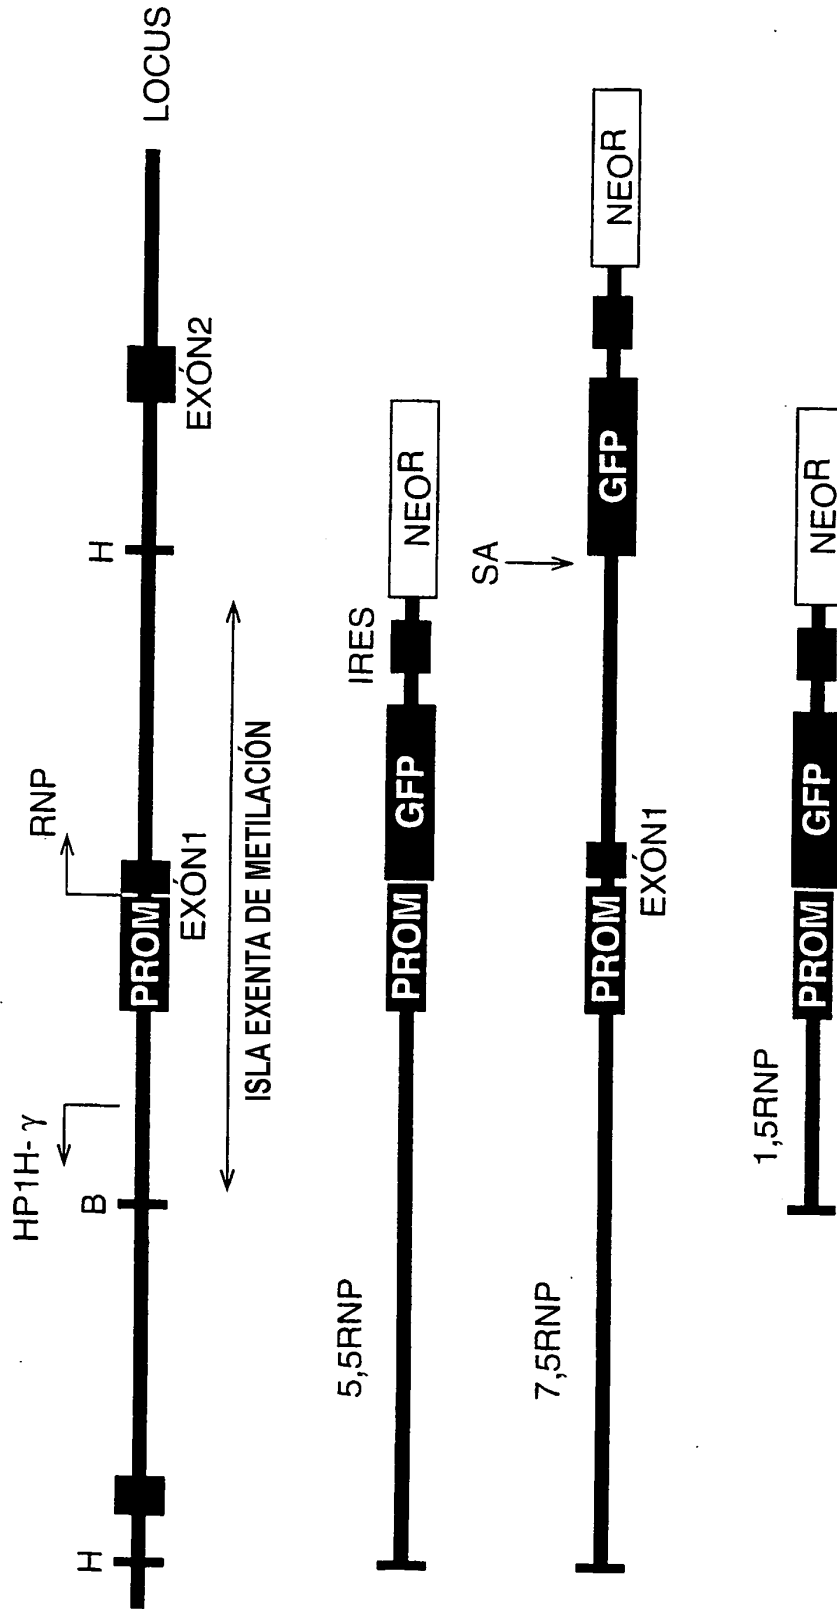 LOCUS
HP1H-γ
RNP
H
B
H
PROM
EXÓN1
EXÓN2
ISLA EXENTA DE METILACIÓN
5,5RNP
IRES
PROM
GFP
NEOR
7,5RNP
SA
PROM
EXÓN1
GFP
NEOR
1,5RNP
PROM
GFP
NEOR